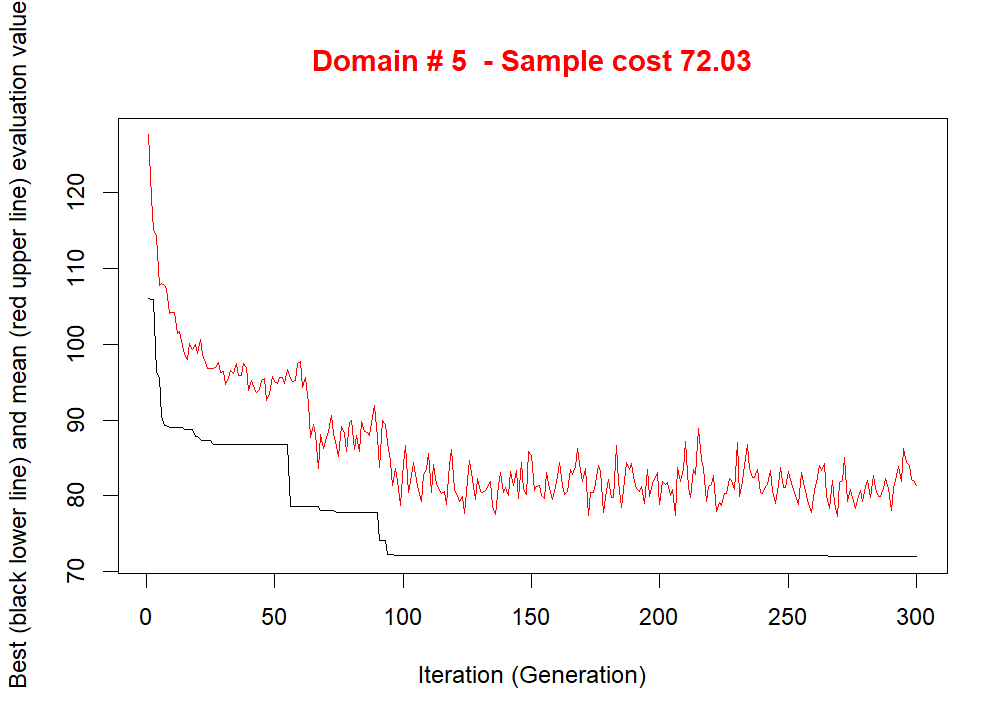 Domain # 5  - Sample cost 72.03
Best (black lower line) and mean (red upper line) evaluation value
120
110
100
90
80
70
0 50 100 150 200 250 300
Iteration (Generation)